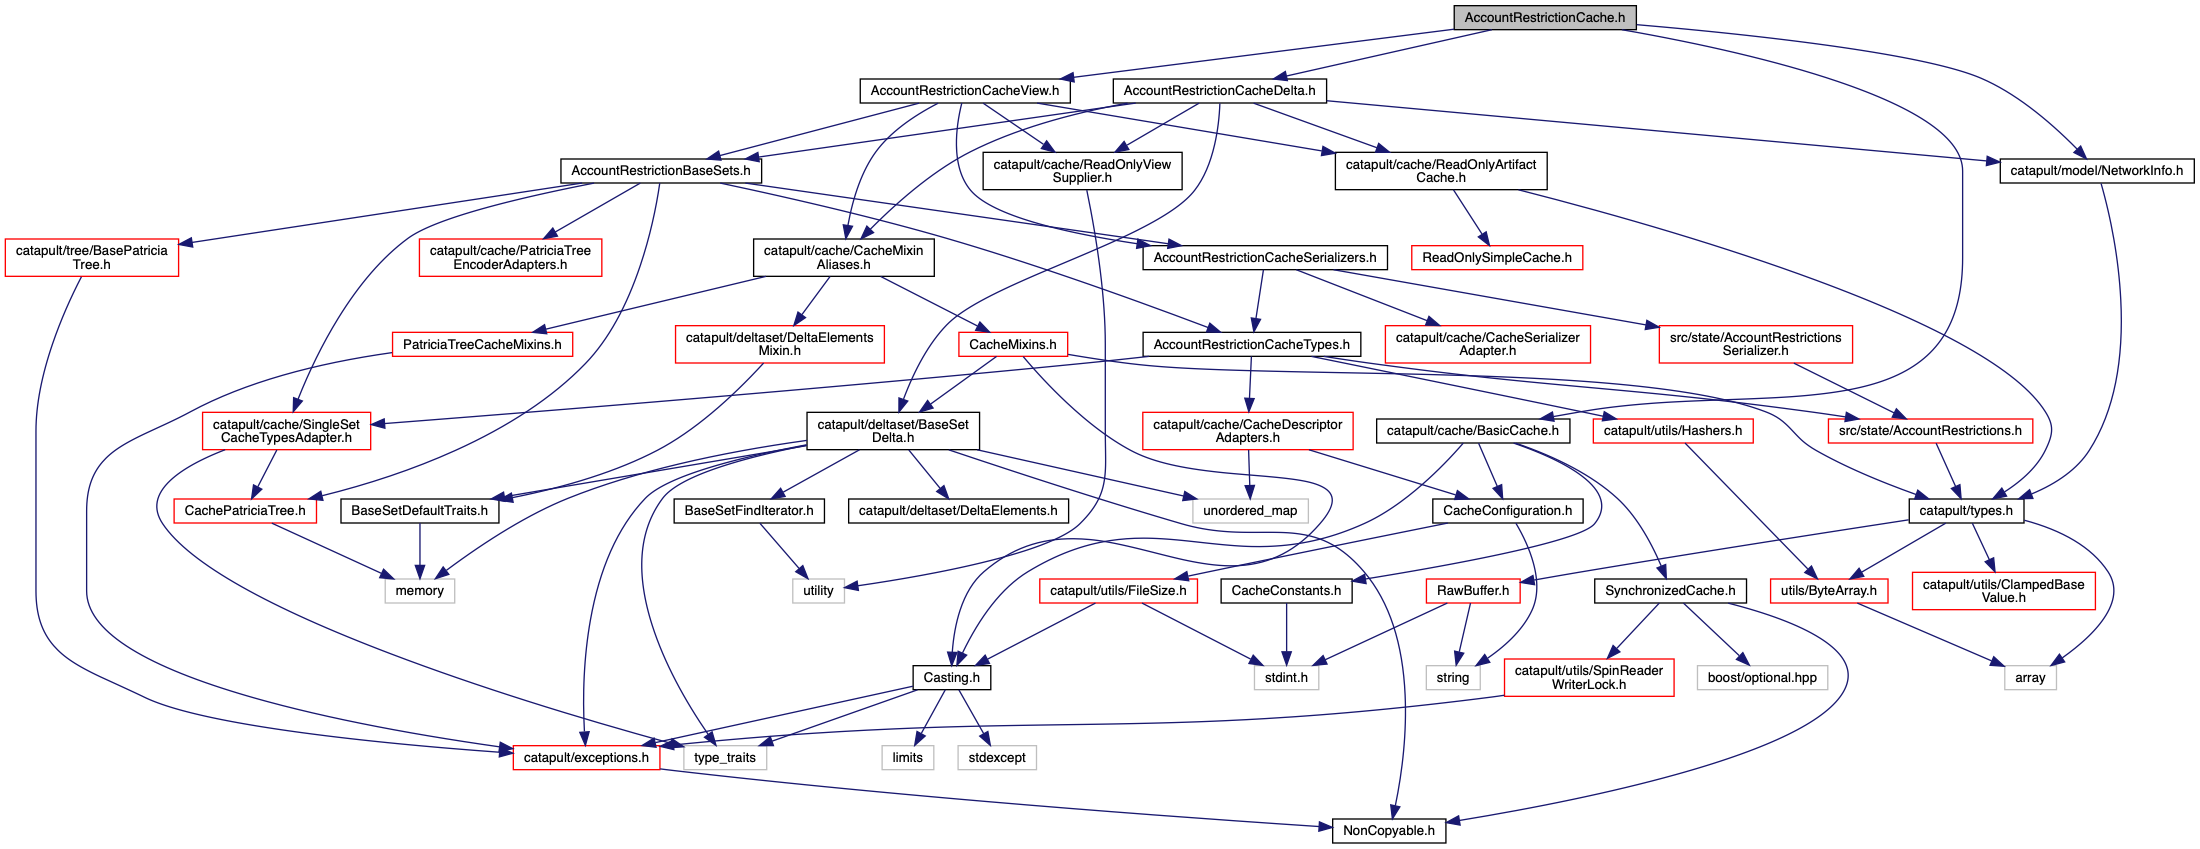 AccountRestrictionCache.h
AccountRestrictionCacheView.h
AccountRestrictionCacheDelta.h
AccountRestrictionBaseSets.h
catapult/cache/ReadOnlyView
Supplier.h
catapult/cache/ReadOnlyArtifact
Cache.h
catapult/model/NetworkInfo.h
catapult/tree/BasePatricia
Tree.h
catapult/cache/PatriciaTree
EncoderAdapters.h
catapult/cache/CacheMixin
Aliases.h
AccountRestrictionCacheSerializers.h
ReadOnlySimpleCache.h
PatriciaTreeCacheMixins.h
catapult/deltaset/DeltaElements
Mixin.h
CacheMixins.h
AccountRestrictionCacheTypes.h
catapult/cache/CacheSerializer
Adapter.h
src/state/AccountRestrictions
Serializer.h
catapult/cache/SingleSet
CacheTypesAdapter.h
catapult/deltaset/BaseSet
Delta.h
catapult/cache/CacheDescriptor
Adapters.h
catapult/cache/BasicCache.h
catapult/utils/Hashers.h
src/state/AccountRestrictions.h
CachePatriciaTree.h
BaseSetDefaultTraits.h
BaseSetFindIterator.h
catapult/deltaset/DeltaElements.h
unordered_map
CacheConfiguration.h
catapult/types.h
memory
utility
catapult/utils/FileSize.h
CacheConstants.h
RawBuffer.h
SynchronizedCache.h
utils/ByteArray.h
catapult/utils/ClampedBase
Value.h
Casting.h
stdint.h
string
catapult/utils/SpinReader
WriterLock.h
boost/optional.hpp
array
catapult/exceptions.h
type_traits
limits
stdexcept
NonCopyable.h